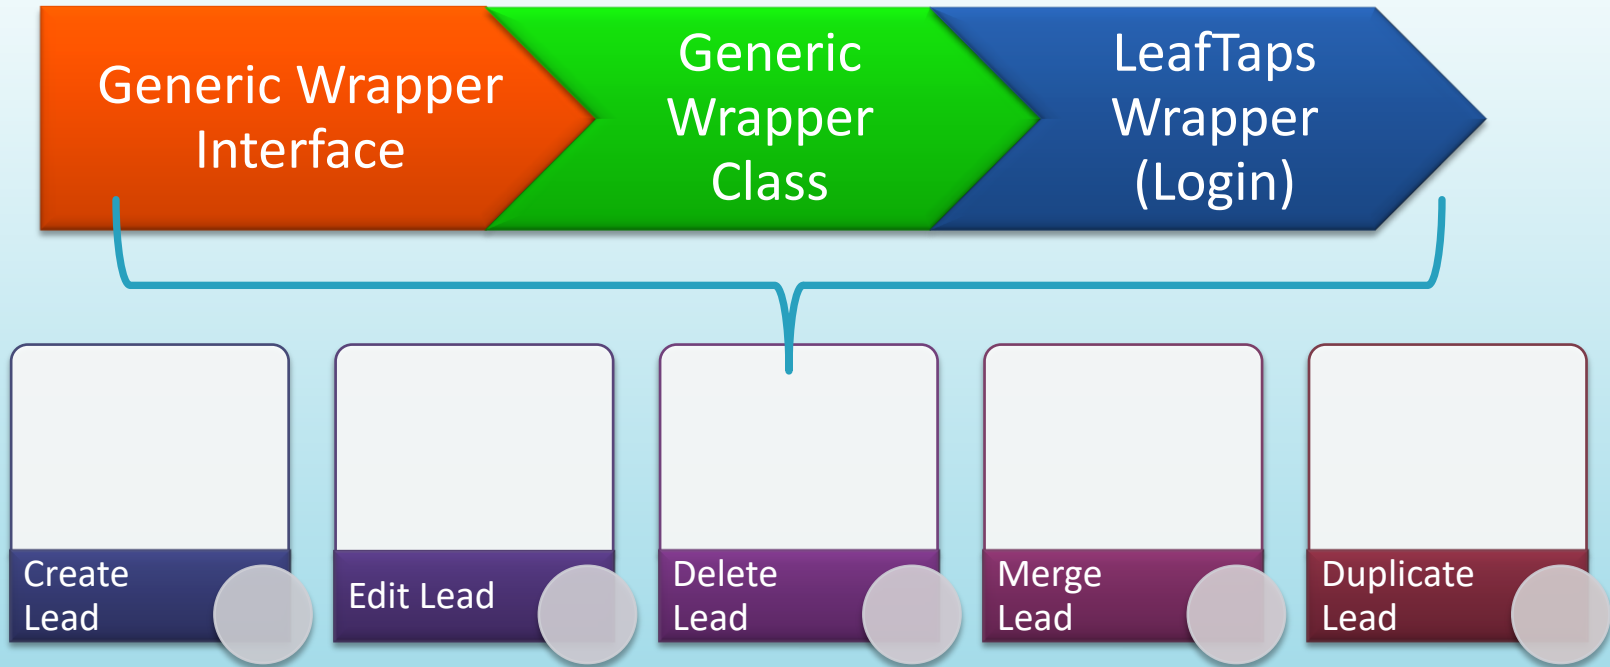 Generic Wrapper
Interface
Generic
Wrapper
Class
LeafTaps
Wrapper
(Login)
Create
Lead
Edit Lead
Delete
Lead
Merge
Lead
Duplicate
Lead